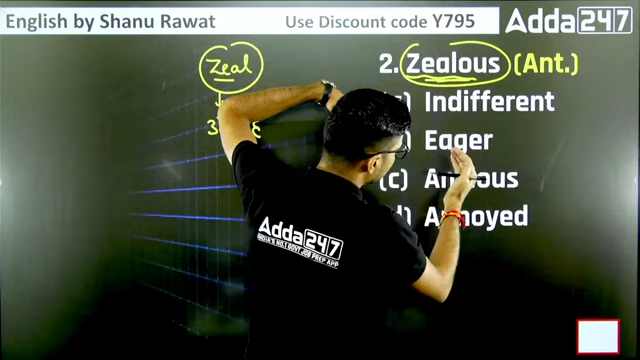 English by Shanu Rawat
Use Discount code Y795
Adda247
Zeal
2. Zealous (Ant.)
Indifferent
Eager
(c) Anxious
Annoyed
Adda247
INDIA'S NO.1 GOVT JOB PREP APP